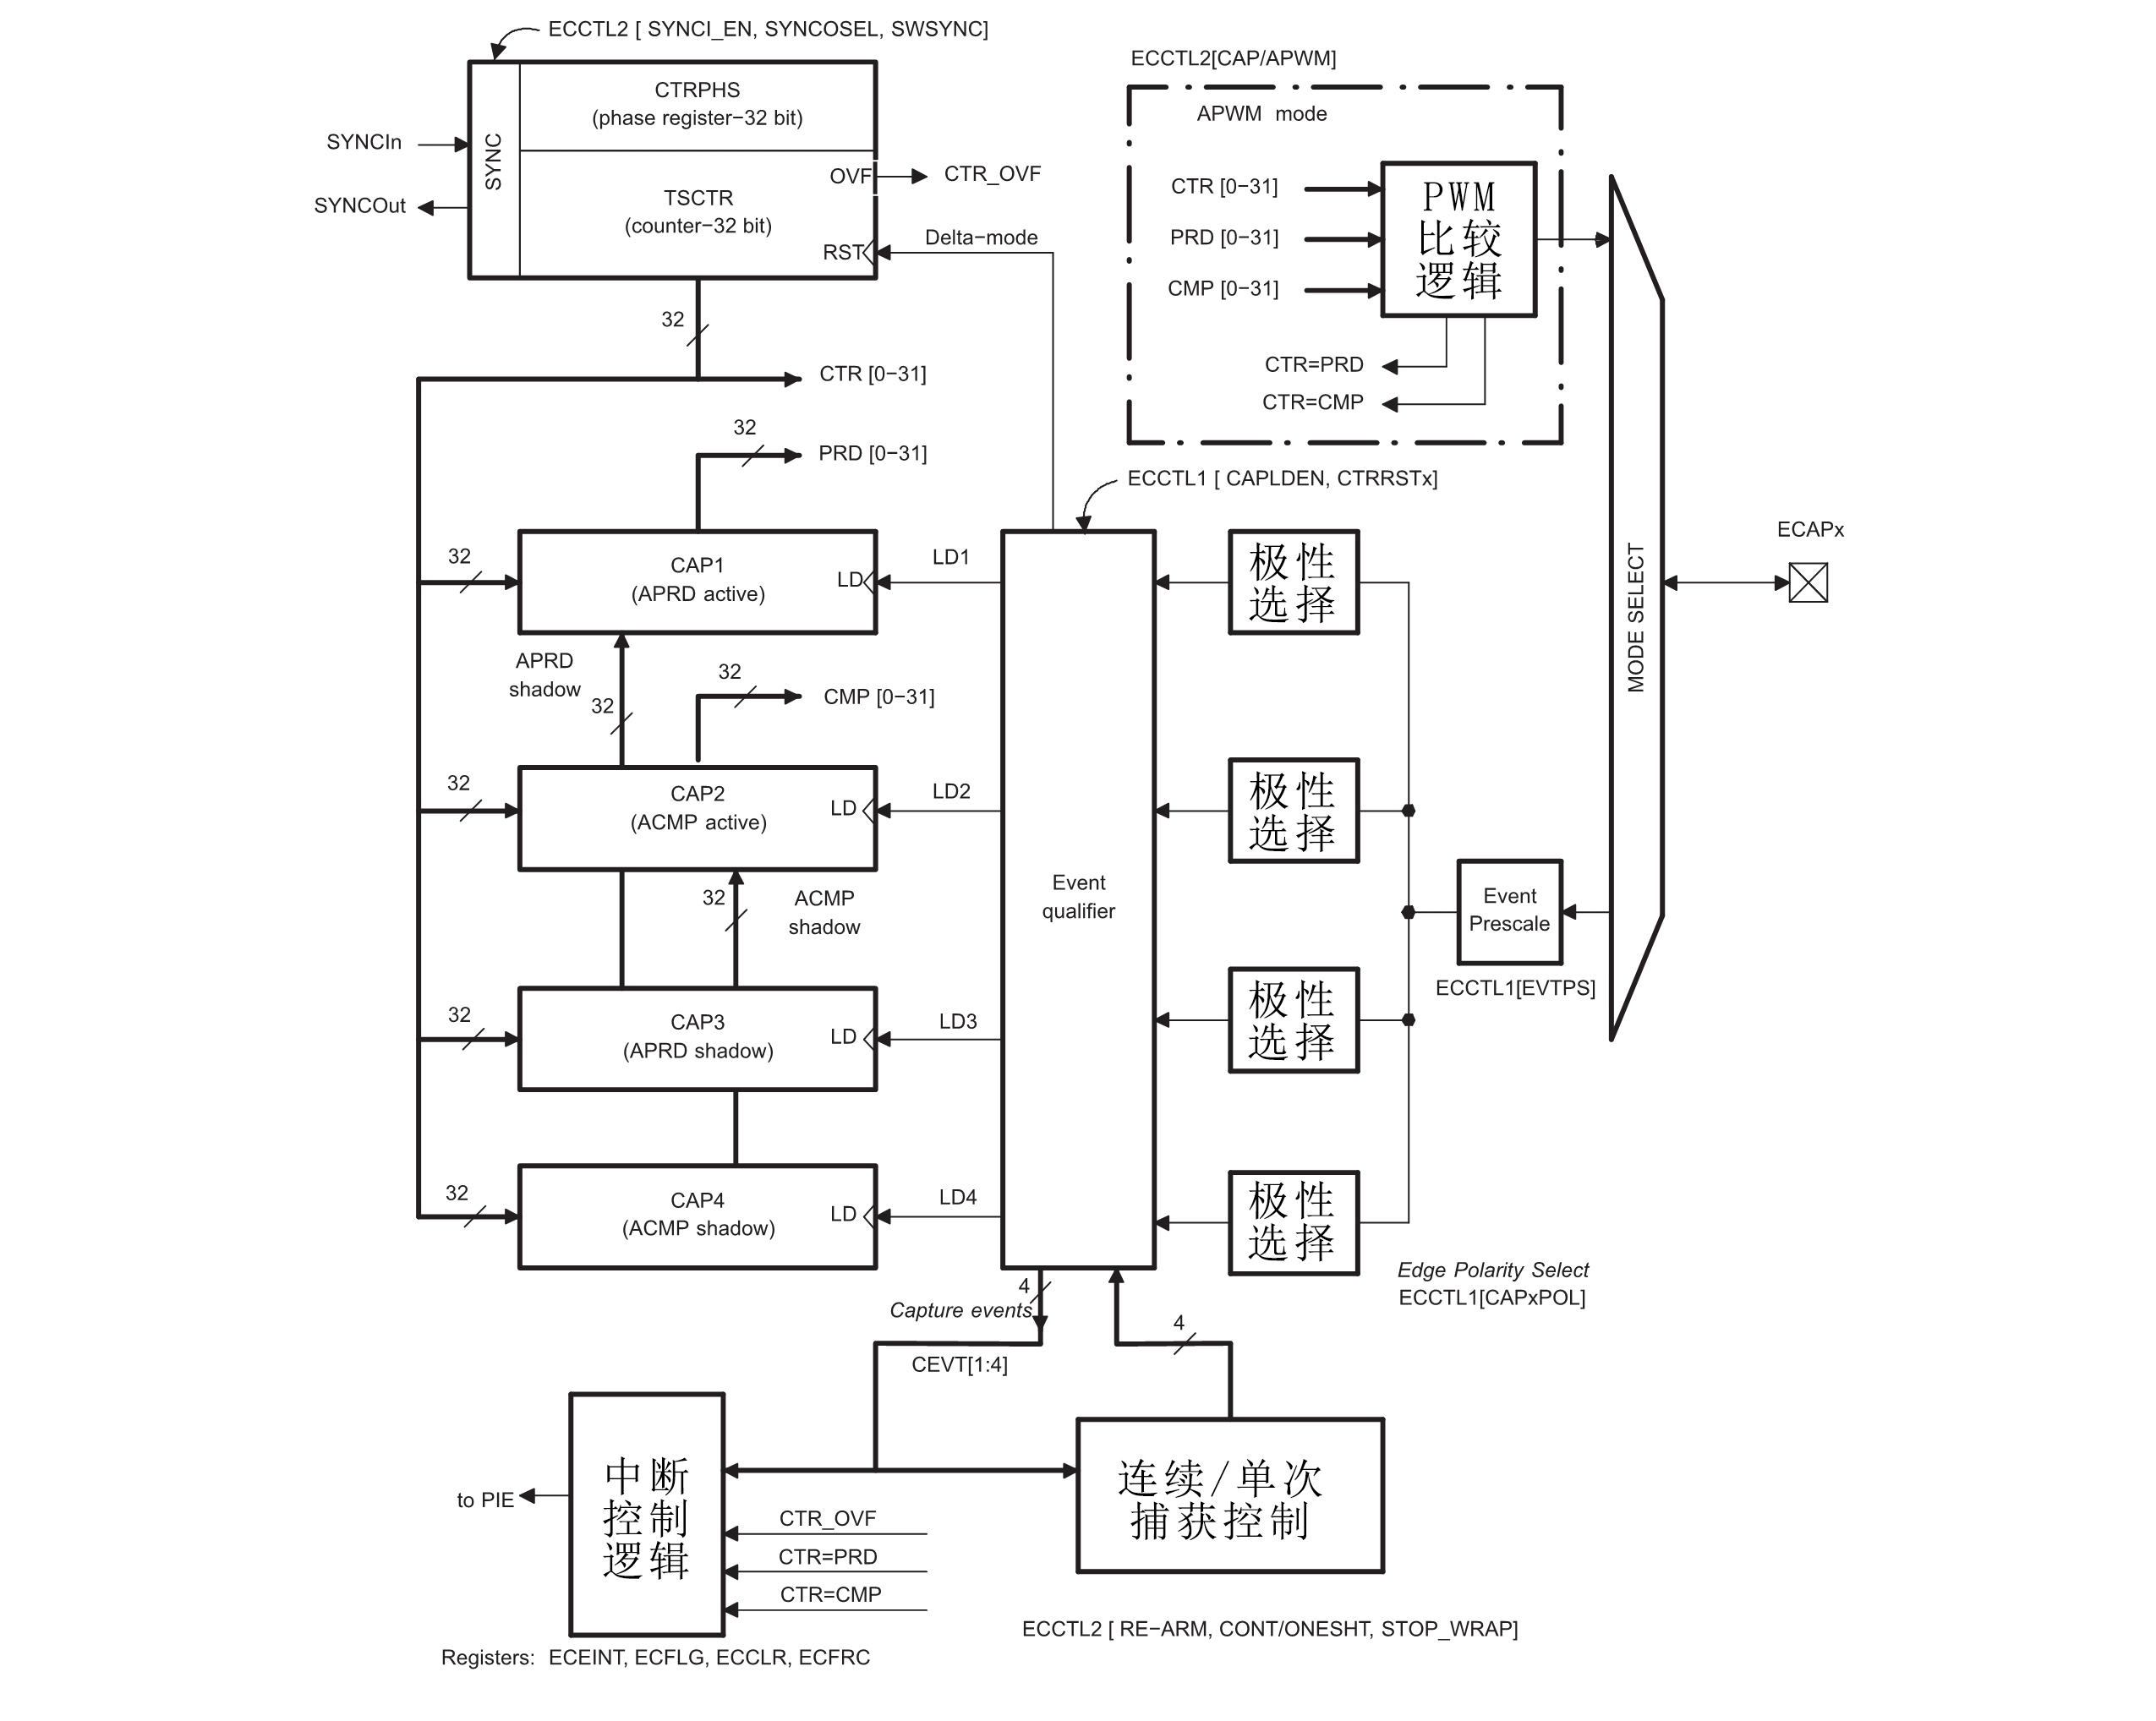 ECCTL2 [ SYNCI_EN, SYNCOSEL, SWSYNC]
ECCTL2[CAP/APWM]
CTRPHS
(phase register−32 bit)
APWM mode
SYNCIn
SYNC
OVF
CTR_OVF
SYNCOut
TSCTR
(counter−32 bit)
RST
Delta−mode
CTR [0−31]
PRD [0−31]
CMP [0−31]
PWM
比较
逻辑
CTR=PRD
CTR=CMP
32
CTR [0−31]
32
PRD [0−31]
ECCTL1 [ CAPLDEN, CTRRSTx]
MODE SELECT
ECAPx
32
CAP1
(APRD active)
LD
LD1
极性
选择
APRD
shadow
32
32
CMP [0−31]
32
CAP2
(ACMP active)
LD
LD2
极性
选择
32
ACMP
shadow
Event
qualifier
Event
Prescale
ECCTL1[EVTPS]
32
CAP3
(APRD shadow)
LD
LD3
极性
选择
32
CAP4
(ACMP shadow)
LD
LD4
极性
选择
Edge Polarity Select
ECCTL1[CAPxPOL]
4
Capture events
CEVT[1:4]
4
to PIE
中断
控制
逻辑
CTR_OVF
CTR=PRD
CTR=CMP
连续/单次
捕获控制
ECCTL2 [ RE−ARM, CONT/ONESHT, STOP_WRAP]
Registers: ECEINT, ECFLG, ECCLR, ECFRC